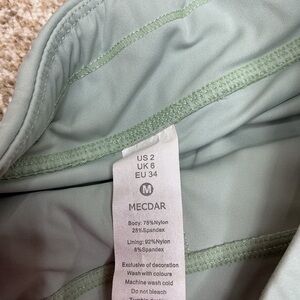 US 2
UK 6
EU 34
M
MECDAR
Body: 75%Nylon
25%Spandex
Lining: 92%Nylon
8%Spandex
Exclusive of decoration
Wash with colours
Machine wash cold
Do not bleach